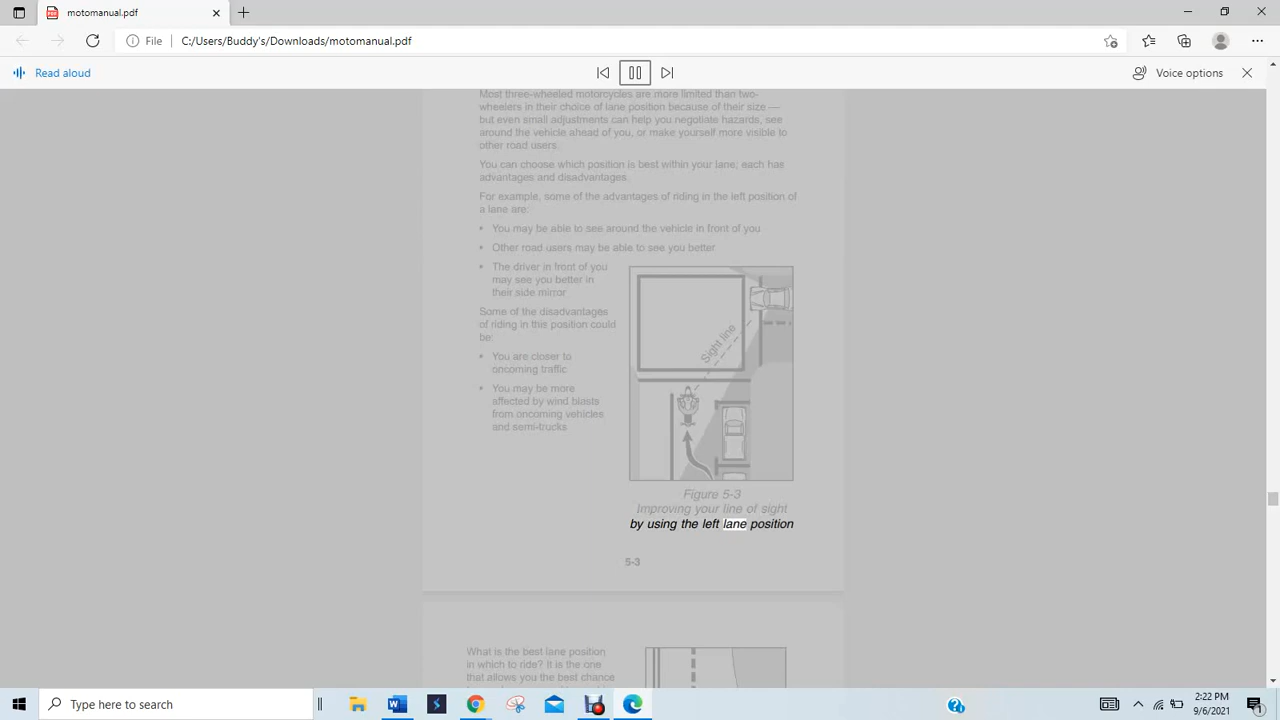 motomanual.pdf
File
C:/Users/Buddy's/Downloads/motomanual.pdf
Read aloud
Voice options
Most three-wheeled motorcycles are more limited than two-
wheelers in their choice of lane position because of their size —
but even small adjustments can help you negotiate hazards, see
around the vehicle ahead of you, or make yourself more visible to
other road users.
You can choose which position is best within your lane; each has
advantages and disadvantages.
For example, some of the advantages of riding in the left position of
a lane are:
• You may be able to see around the vehicle in front of you
• Other road users may be able to see you better
• The driver in front of you
may see you better in
their side mirror
Some of the disadvantages
of riding in this position could
be:
• You are closer to
oncoming traffic
• You may be more
affected by wind blasts
from oncoming vehicles
and semi-trucks
Sight line
Figure 5-3
Improving your line of sight
by using the left lane position
5-3
What is the best lane position
in which to ride? It is the one
that allows you the best chance
Type here to search
2:22 PM
9/6/2021